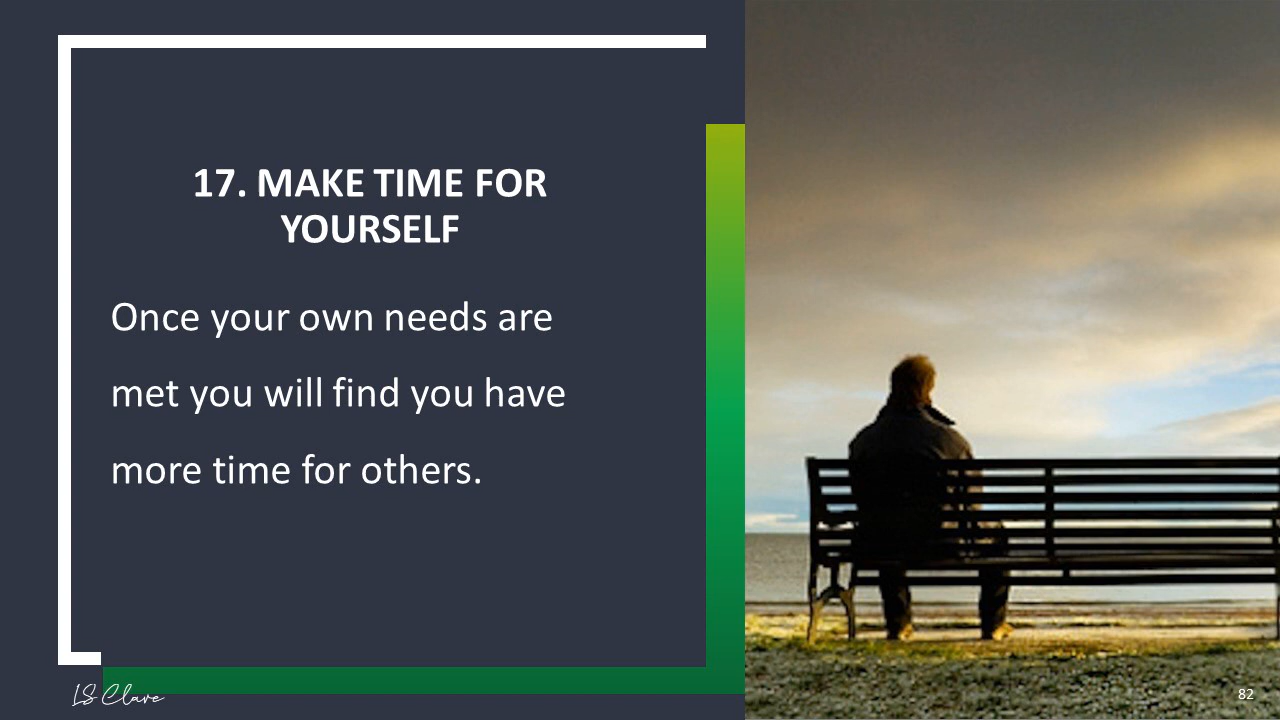 17. MAKE TIME FOR
YOURSELF
Once your own needs are
met you will find you have
more time for others.
LS Clave
82